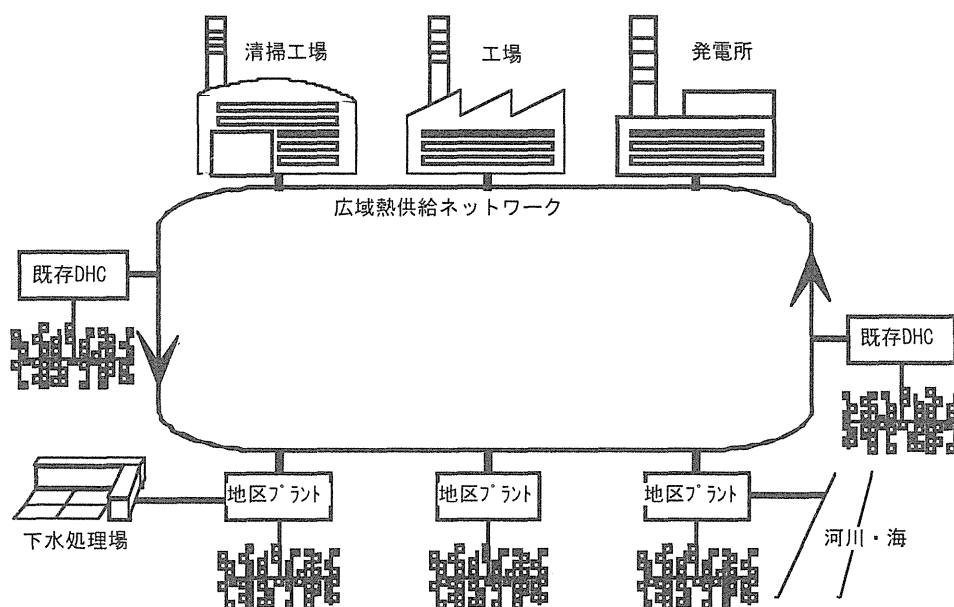 清掃工場
工場
発電所
広域熱供給ネットワーク
既存DHC
既存DHC
地区ﾌﾟﾗﾝﾄ
地区ﾌﾟﾗﾝﾄ
地区ﾌﾟﾗﾝﾄ
下水処理場
河川・海